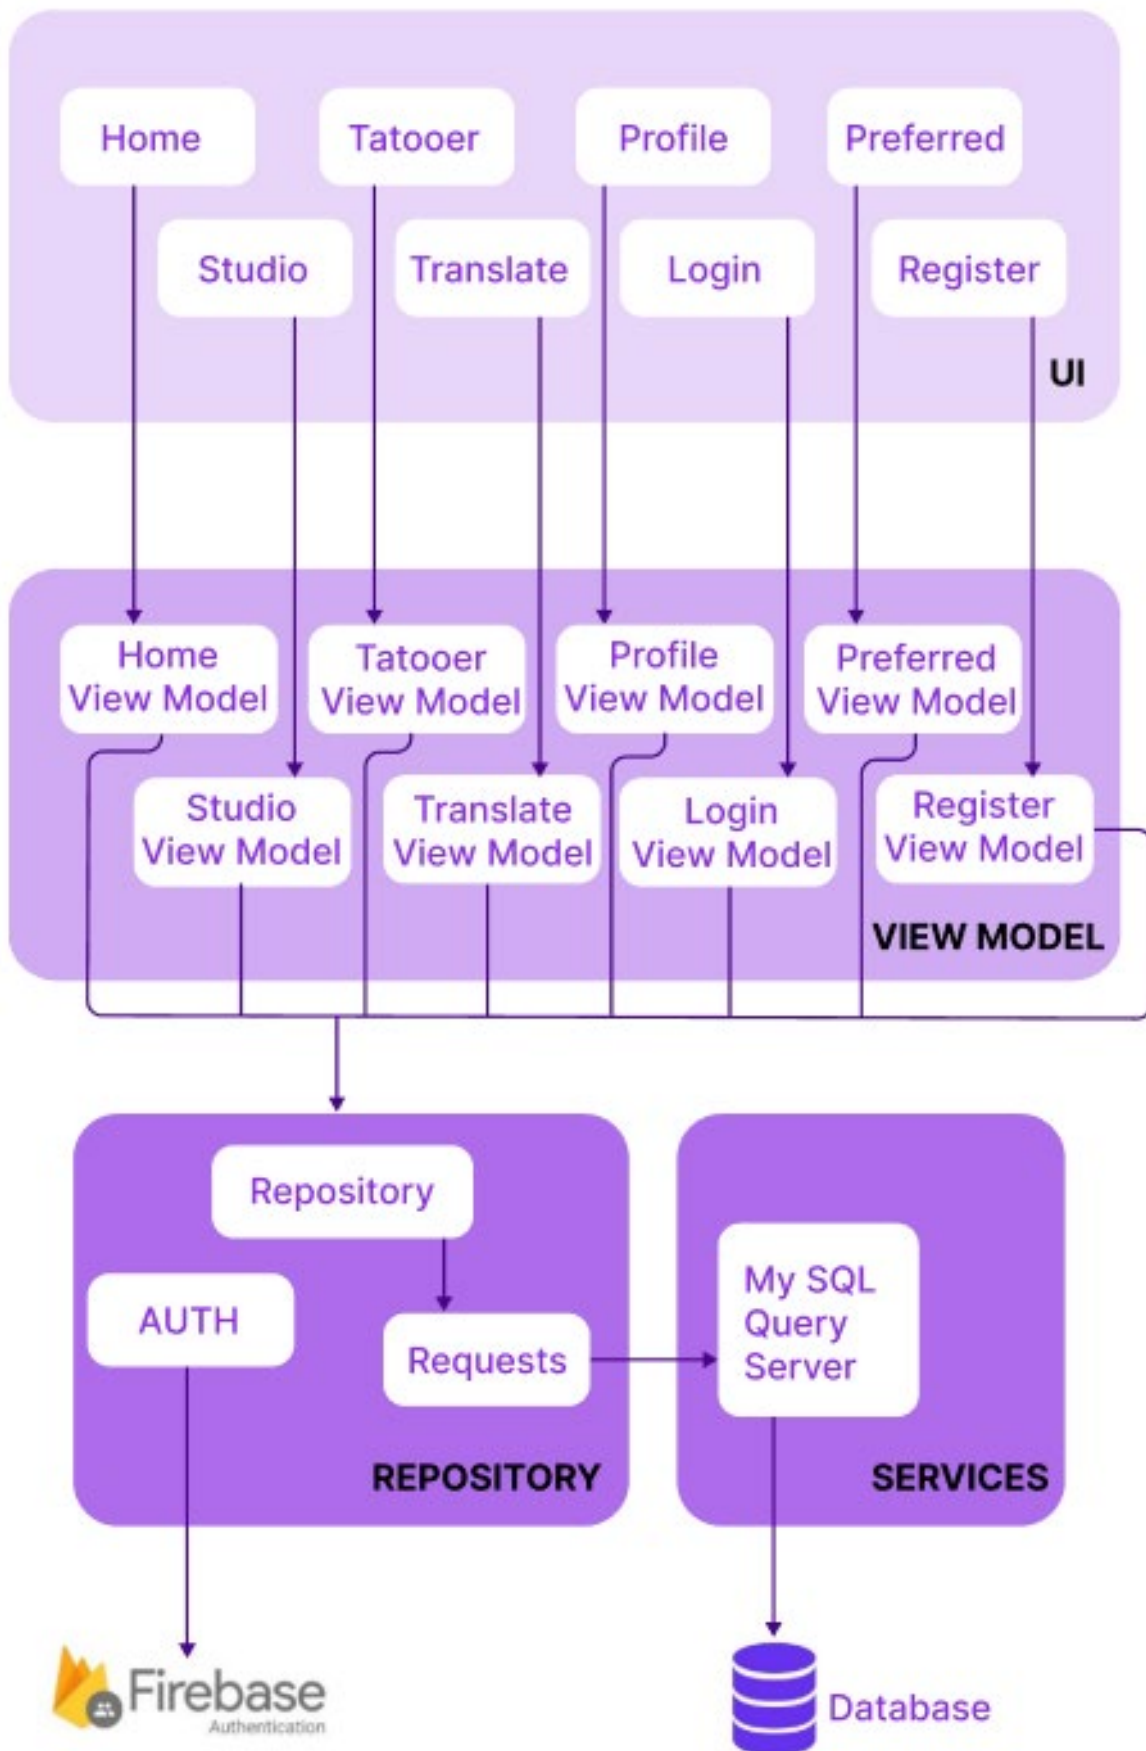 Home
Tatooer
Profile
Preferred
Studio
Translate
Login
Register
UI
Home
View Model
Tatooer
View Model
Profile
View Model
Preferred
View Model
Studio
View Model
Translate
View Model
Login
View Model
Register
View Model
VIEW MODEL
Repository
AUTH
Requests
REPOSITORY
My SQL
Query
Server
SERVICES
Firebase
Authentication
Database